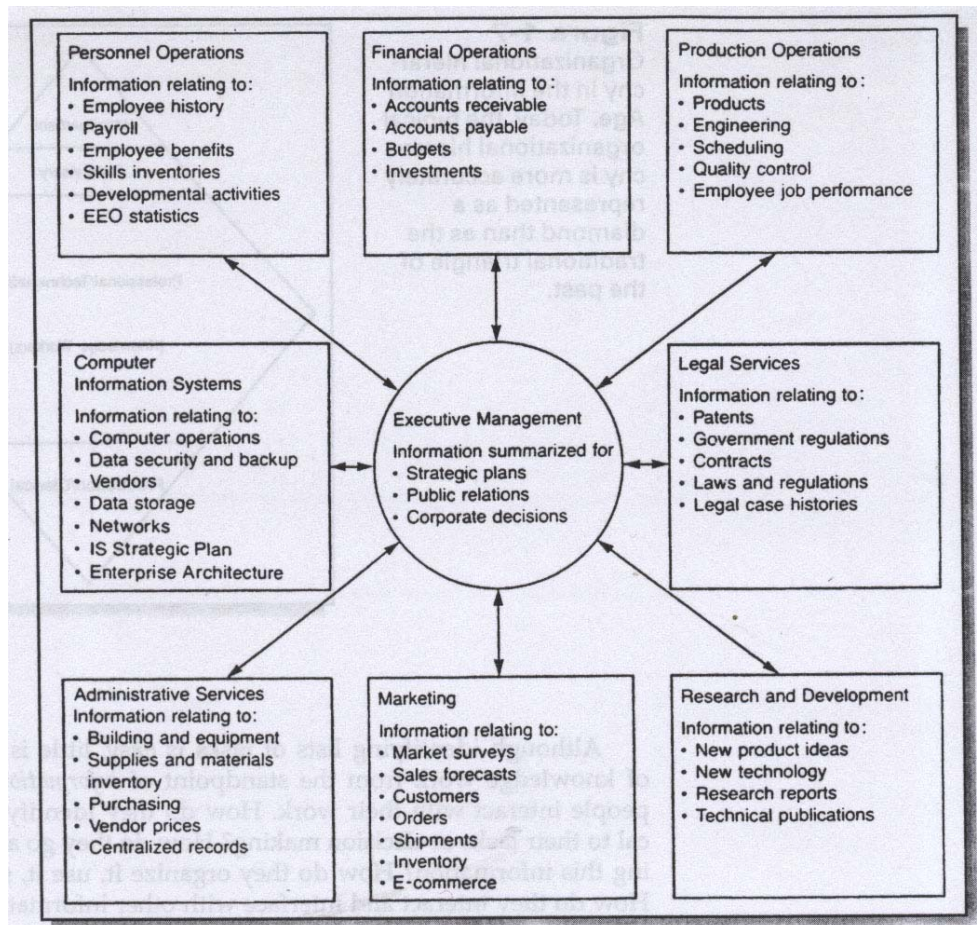 Personnel Operations
Information relating to:
• Employee history
• Payroll
• Employee benefits
• Skills inventories
• Developmental activities
• EEO statistics
Financial Operations
Information relating to:
• Accounts receivable
• Accounts payable
• Budgets
• Investments
Production Operations
Information relating to:
• Products
• Engineering
• Scheduling
• Quality control
• Employee job performance
Computer
Information Systems
Information relating to:
• Computer operations
• Data security and backup
• Vendors
• Data storage
• Networks
• IS Strategic Plan
• Enterprise Architecture
Executive Management
Information summarized for
• Strategic plans
• Public relations
• Corporate decisions
Legal Services
Information relating to:
• Patents
• Government regulations
• Contracts
• Laws and regulations
• Legal case histories
Administrative Services
Information relating to:
• Building and equipment
• Supplies and materials
• Inventory
• Purchasing
• Vendor prices
• Centralized records
Marketing
Information relating to:
• Market surveys
• Sales forecasts
• Customers
• Orders
• Shipments
• Inventory
• E-commerce
Research and Development
Information relating to:
• New product ideas
• New technology
• Research reports
• Technical publications